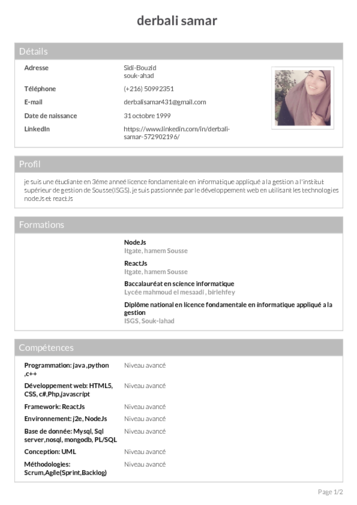 derbali samar
Détails
Adresse
Sidi-Bouzid
souk-ahad
Téléphone
(+216) 50992351
E-mail
derbalisamar431@gmail.com
Date de naissance
31 octobre 1999
LinkedIn
https://www.linkedin.com/in/derbali-
samar-572902196/
Profil
je suis une étudiante en 3éme année licence fondamentale en informatique appliqué a la gestion a l'institut
supérieure de gestion de Sousse(ISGS), je suis passionnée par le développement web en utilisant les technologies
nodeJs et reactJs
Formations
NodeJs
Itgate, hamem Sousse
ReactJs
Itgate, hamem Sousse
Baccalauréat en science informatique
Lycée mahmoud el mesaadi , birlehfey
Diplôme national en licence fondamentale en informatique appliqué a la
gestion
ISGS, Souk-lahad
Compétences
Programmation: java ,python
,c++
Niveau avancé
Développement web: HTML5,
CSS, c#,Php,javascript
Niveau avancé
Framework: ReactJs
Niveau avancé
Environnement: j2e, NodeJs
Niveau avancé
Base de donnée: Mysql, Sql
server,nosql, mongodb, PL/SQL
Niveau avancé
Conception: UML
Niveau avancé
Méthodologies:
Scrum,Agile(Sprint,Backlog)
Niveau avancé
Page 1/2